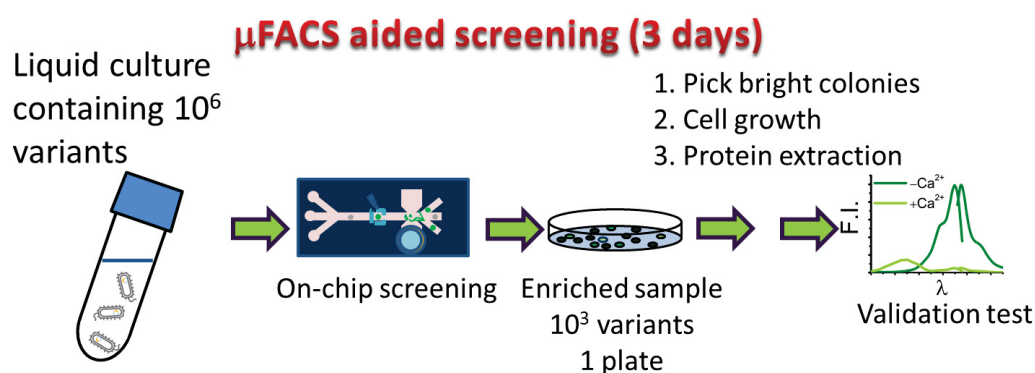 μFACS aided screening (3 days)
Liquid culture
containing 10⁶
variants
1. Pick bright colonies
2. Cell growth
3. Protein extraction
On-chip screening
Enriched sample
10³ variants
1 plate
F.I.
−Ca²⁺
+Ca²⁺
λ
Validation test